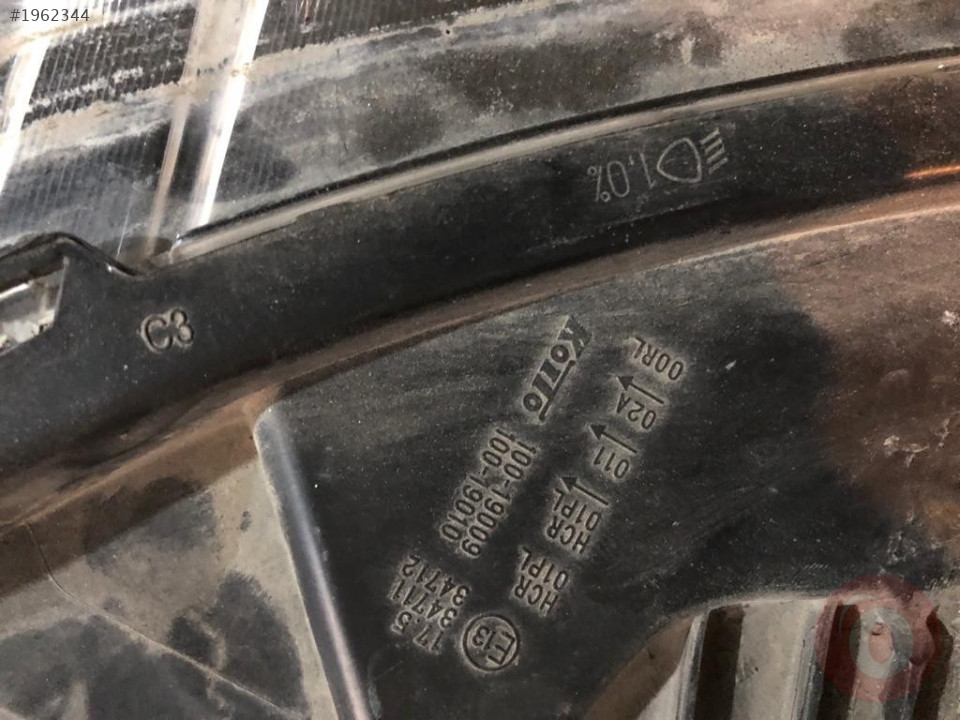 #1962344
1,0%
C3
KOITO
100-19009
100-19010
17.5
34711
34712
E13
HCR
01PL
HCR
01PL
011
02A
00RL